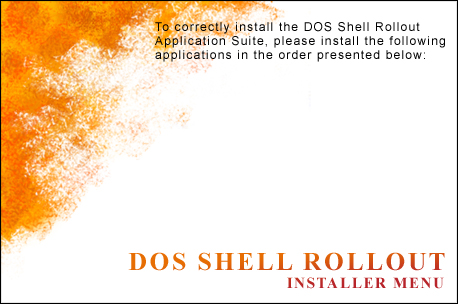 To correctly install the DOS Shell Rollout
Application Suite, please install the following
applications in the order presented below:
DOS SHELL ROLLOUT
INSTALLER MENU